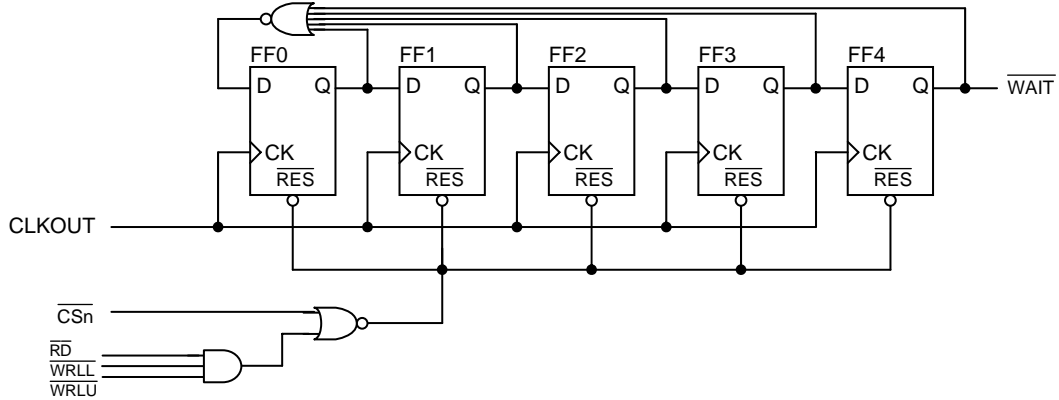 FF0 FF1 FF2 FF3 FF4
D Q D Q D Q D Q D Q
WAIT
CK CK CK CK CK
RES RES RES RES RES
CLKOUT
CSn
RD
WRLL
WRLU